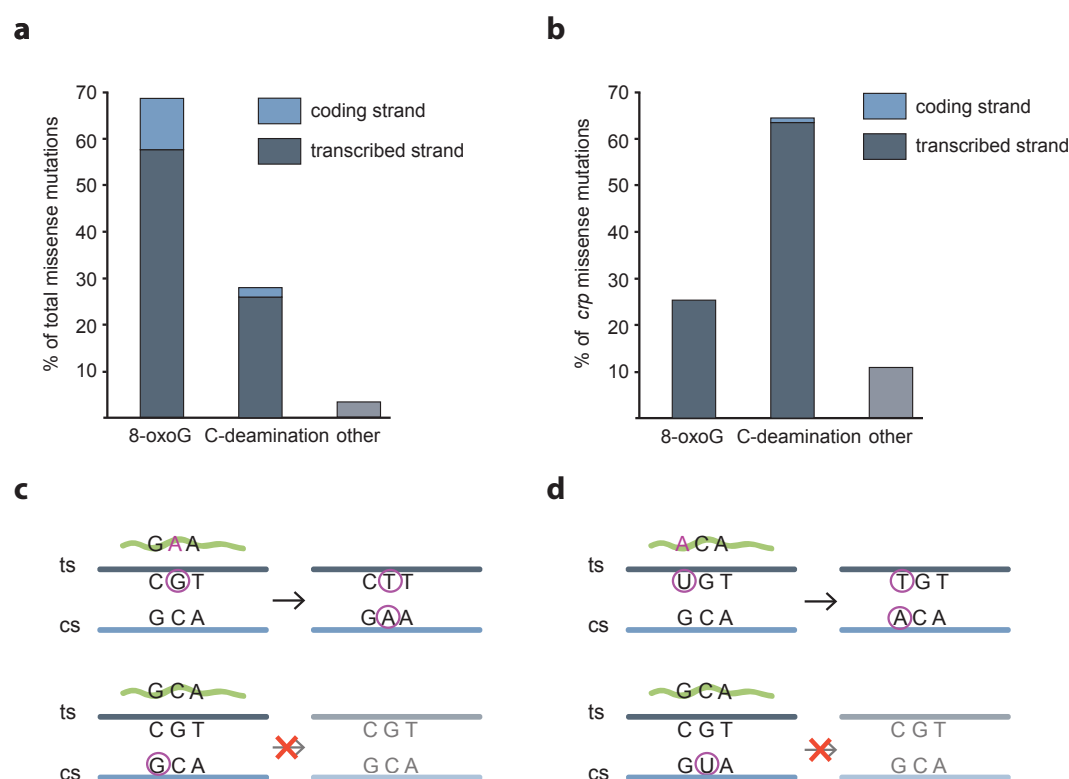 a
b
% of total missense mutations
70
60
50
40
30
20
10
coding strand
transcribed strand
8-oxoG C-deamination other
% of crp missense mutations
70
60
50
40
30
20
10
coding strand
transcribed strand
8-oxoG C-deamination other
c
d
G A A
ts
C G T
C T T
G C A
G A A
cs
G C A
ts
C G T
C G T
G C A
G C A
cs
A C A
ts
U G T
T G T
G C A
A C A
cs
G C A
ts
C G T
C G T
G U A
G C A
cs